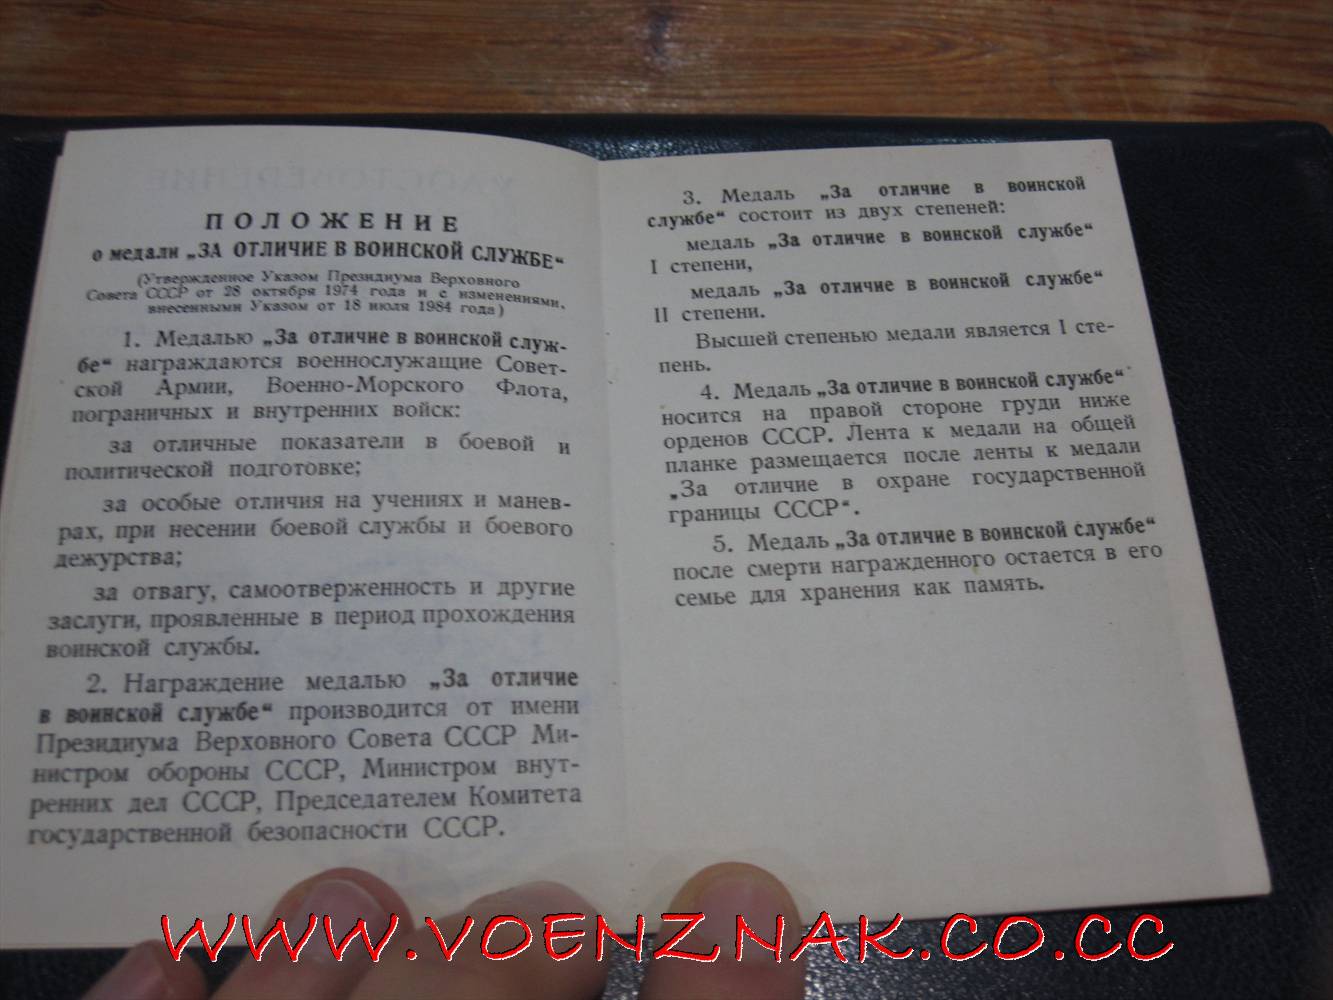 ПОЛОЖЕНИЕ
о медали „ЗА ОТЛИЧИЕ В ВОИНСКОЙ СЛУЖБЕ“
(Утвержденное Указом Президиума Верховного
Совета СССР от 28 октября 1974 года и с изменениями,
внесенными Указом от 18 июля 1984 года)
1. Медалью „За отличие в воинской служ-
бе“ награждаются военнослужащие Совет-
ской Армии, Военно-Морского Флота,
пограничных и внутренних войск:
за отличные показатели в боевой и
политической подготовке;
за особые отличия на учениях и манев-
рах, при несении боевой службы и боевого
дежурства;
за отвагу, самоотверженность и другие
заслуги, проявленные в период прохождения
воинской службы.
2. Награждение медалью „За отличие
в воинской службе“ производится от имени
Президиума Верховного Совета СССР Ми-
нистром обороны СССР, Министром внут-
ренних дел СССР, Председателем Комитета
государственной безопасности СССР.
3. Медаль „За отличие в воинской
службе“ состоит из двух степеней:
медаль „За отличие в воинской службе“
I степени,
медаль „За отличие в воинской службе“
II степени.
Высшей степенью медали является I сте-
пень.
4. Медаль „За отличие в воинской службе“
носится на правой стороне груди ниже
орденов СССР. Лента к медали на общей
планке размещается после ленты к медали
„За отличие в охране государственной
границы СССР“.
5. Медаль „За отличие в воинской службе“
после смерти награжденного остается в его
семье для хранения как память.
WWW.VOENZNAK.CO.CC